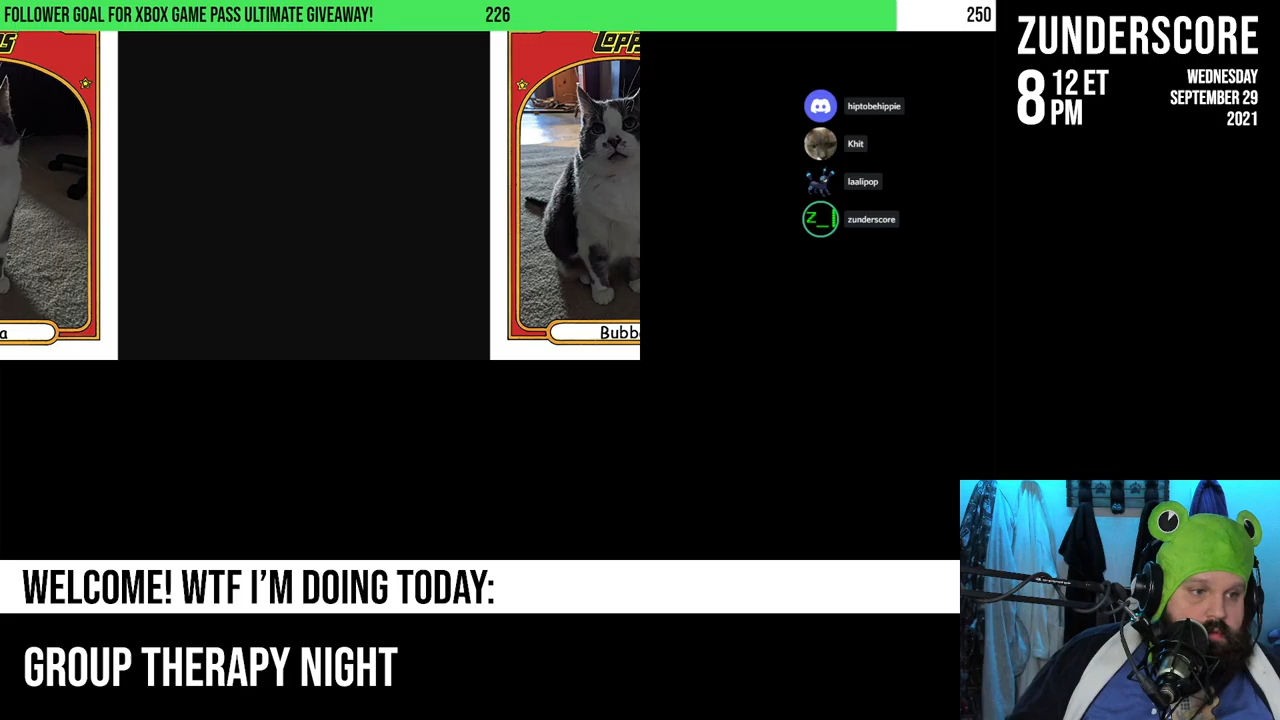 FOLLOWER GOAL FOR XBOX GAME PASS ULTIMATE GIVEAWAY! 226 250
ZUNDERSCORE
8 12 ET PM
WEDNESDAY
SEPTEMBER 29
2021
hiptobehippie
Khit
laalipop
z_
zunderscore
a
Bubb
WELCOME! WTF I'M DOING TODAY:
GROUP THERAPY NIGHT